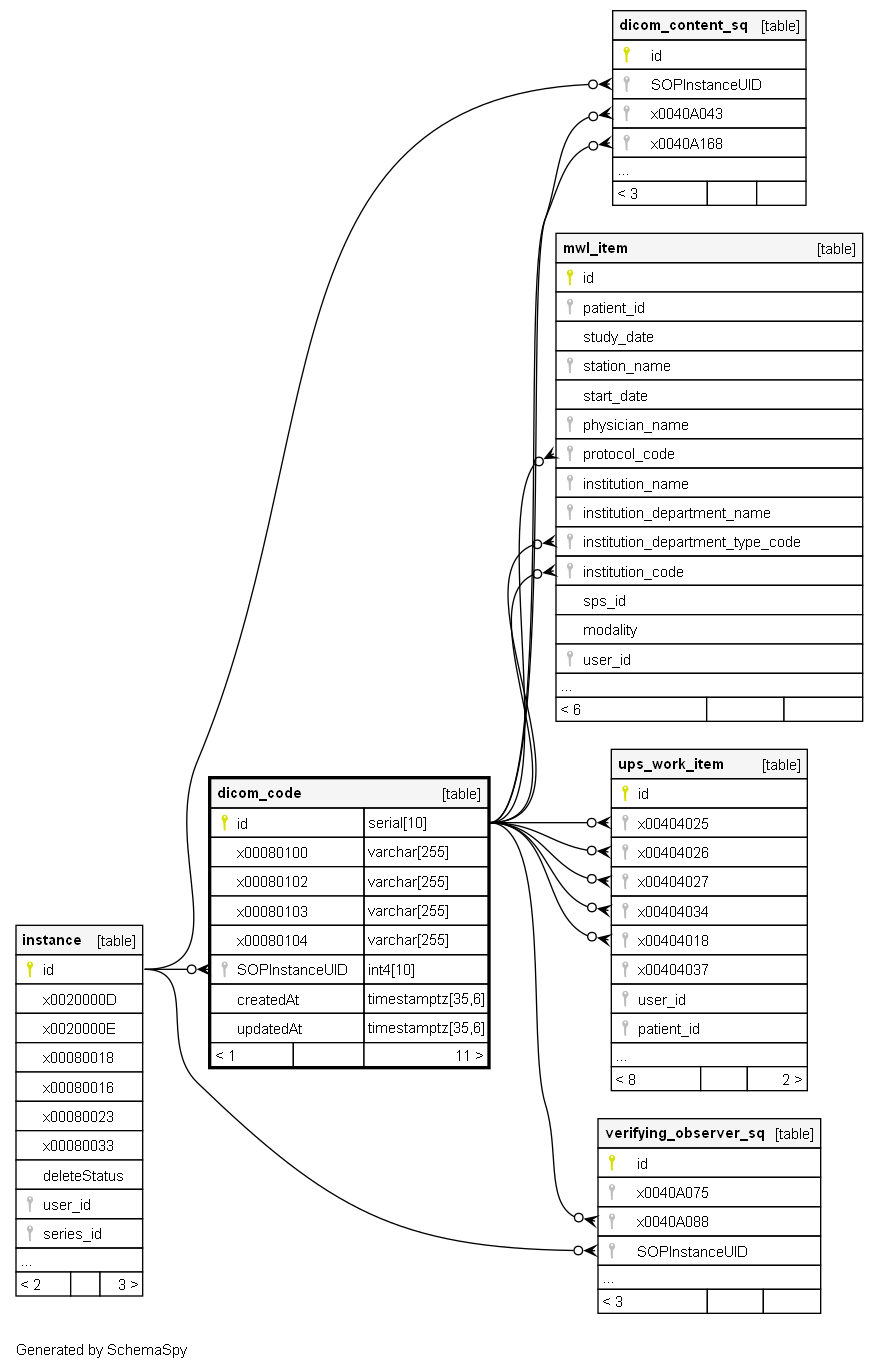 dicom_content_sq [table]
id
SOPInstanceUID
x0040A043
x0040A168
...
< 3
mwl_item [table]
id
patient_id
study_date
station_name
start_date
physician_name
protocol_code
institution_name
institution_department_name
institution_department_type_code
institution_code
sps_id
modality
user_id
...
< 6
ups_work_item [table]
id
x00404025
x00404026
x00404027
x00404034
x00404018
x00404037
user_id
patient_id
...
< 8 2 >
dicom_code [table]
id serial[10]
x00080100 varchar[255]
x00080102 varchar[255]
x00080103 varchar[255]
x00080104 varchar[255]
SOPInstanceUID int4[10]
createdAt timestamptz[35,6]
updatedAt timestamptz[35,6]
< 1 11 >
instance [table]
id
x0020000D
x0020000E
x00080018
x00080016
x00080023
x00080033
deleteStatus
user_id
series_id
...
< 2 3 >
verifying_observer_sq [table]
id
x0040A075
x0040A088
SOPInstanceUID
...
< 3
Generated by SchemaSpy